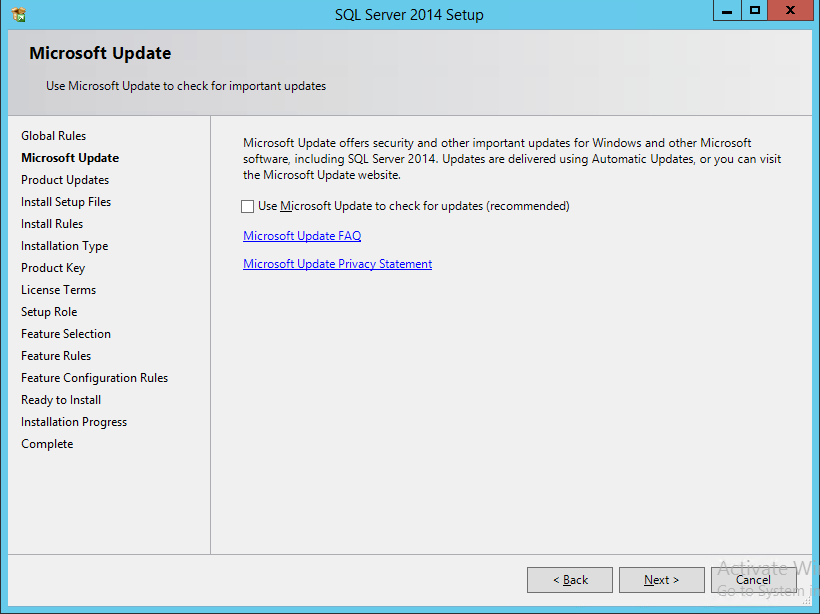 SQL Server 2014 Setup
Microsoft Update
Use Microsoft Update to check for important updates
Global Rules
Microsoft Update
Product Updates
Install Setup Files
Install Rules
Installation Type
Product Key
License Terms
Setup Role
Feature Selection
Feature Rules
Feature Configuration Rules
Ready to Install
Installation Progress
Complete
Microsoft Update offers security and other important updates for Windows and other Microsoft
software, including SQL Server 2014. Updates are delivered using Automatic Updates, or you can visit
the Microsoft Update website.
Use Microsoft Update to check for updates (recommended)
Microsoft Update FAQ
Microsoft Update Privacy Statement
< Back
Next >
Cancel
Activate
Go to System